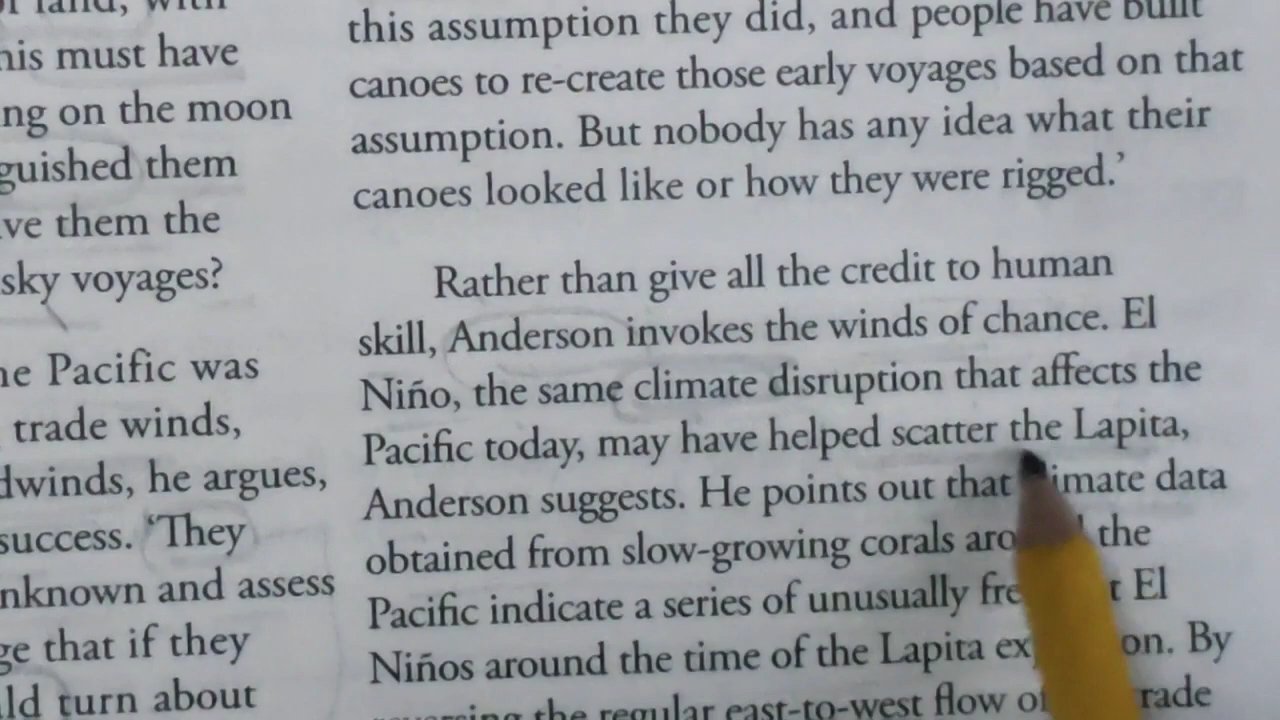 his must have
ng on the moon
guished them
ve them the
sky voyages?
he Pacific was
trade winds,
dwinds, he argues,
success. 'They
nknown and assess
ge that if they
ld turn about
this assumption they did, and people have built
canoes to re-create those early voyages based on that
assumption. But nobody has any idea what their
canoes looked like or how they were rigged.'
Rather than give all the credit to human
skill, Anderson invokes the winds of chance. El
Niño, the same climate disruption that affects the
Pacific today, may have helped scatter the Lapita,
Anderson suggests. He points out that imate data
obtained from slow-growing corals aro the
Pacific indicate a series of unusually fre t El
Niños around the time of the Lapita ex on. By
the regular east-to-west flow of rade